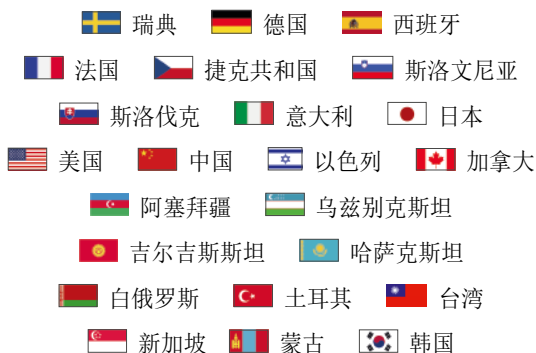 瑞典 德国 西班牙
法国 捷克共和国 斯洛文尼亚
斯洛伐克 意大利 日本
美国 中国 以色列 加拿大
阿塞拜疆 乌兹别克斯坦
吉尔吉斯斯坦 哈萨克斯坦
白俄罗斯 土耳其 台湾
新加坡 蒙古 韩国